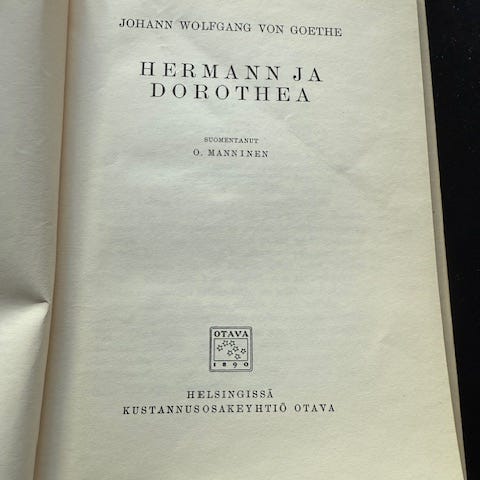 JOHANN WOLFGANG VON GOETHE
HERMANN JA
DOROTHEA
SUOMENTANUT
O. MANNINEN
OTAVA
1890
HELSINGISSÄ
KUSTANNUSOSAKEYHTIÖ OTAVA